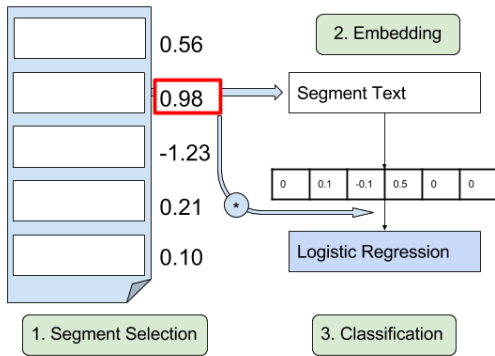 0.56
0.98
-1.23
0.21
0.10
1. Segment Selection
2. Embedding
Segment Text
0 0.1 -0.1 0.5 0 0
*
Logistic Regression
3. Classification